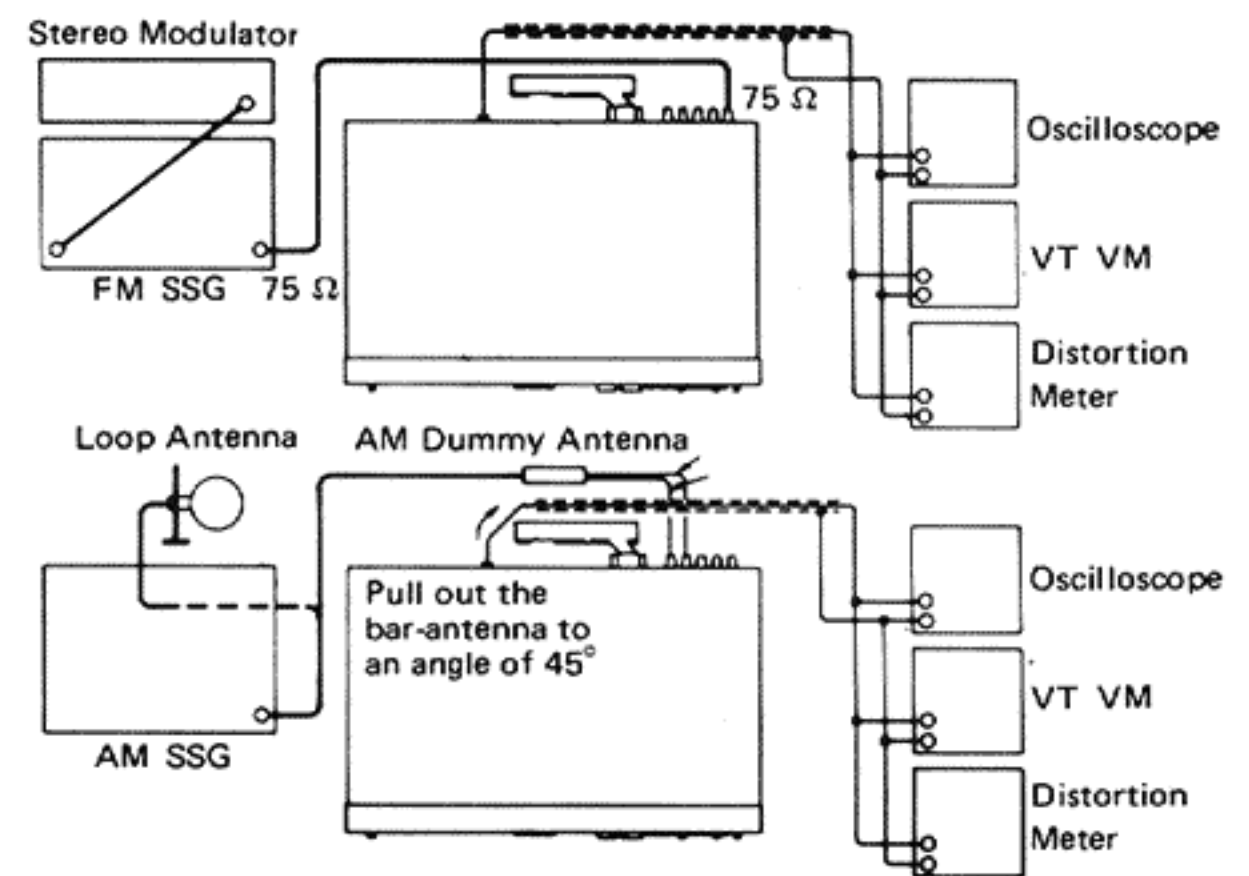 Stereo Modulator
75 Ω
Oscilloscope
VT VM
FM SSG 75 Ω
Distortion
Meter
Loop Antenna
AM Dummy Antenna
Pull out the
bar-antenna to
an angle of 45°
Oscilloscope
VT VM
AM SSG
Distortion
Meter